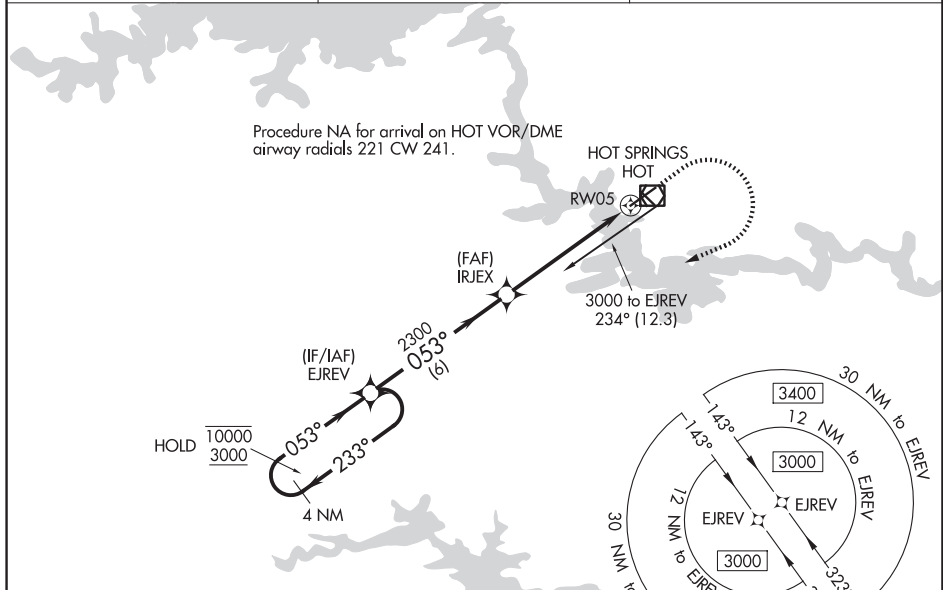 Procedure NA for arrival on HOT VOR/DME
airway radials 221 CW 241.
HOT SPRINGS
HOT
RW05
(FAF)
IRJEX
3000 to EJREV
234° (12.3)
2300
053°
(6)
(IF/IAF)
EJREV
HOLD
10000
3000
053°
233°
4 NM
30 NM to EJREV
3400
143°
12 NM to EJREV
3000
EJREV
323°
143°
EJREV
12 NM to
3000
30 NM